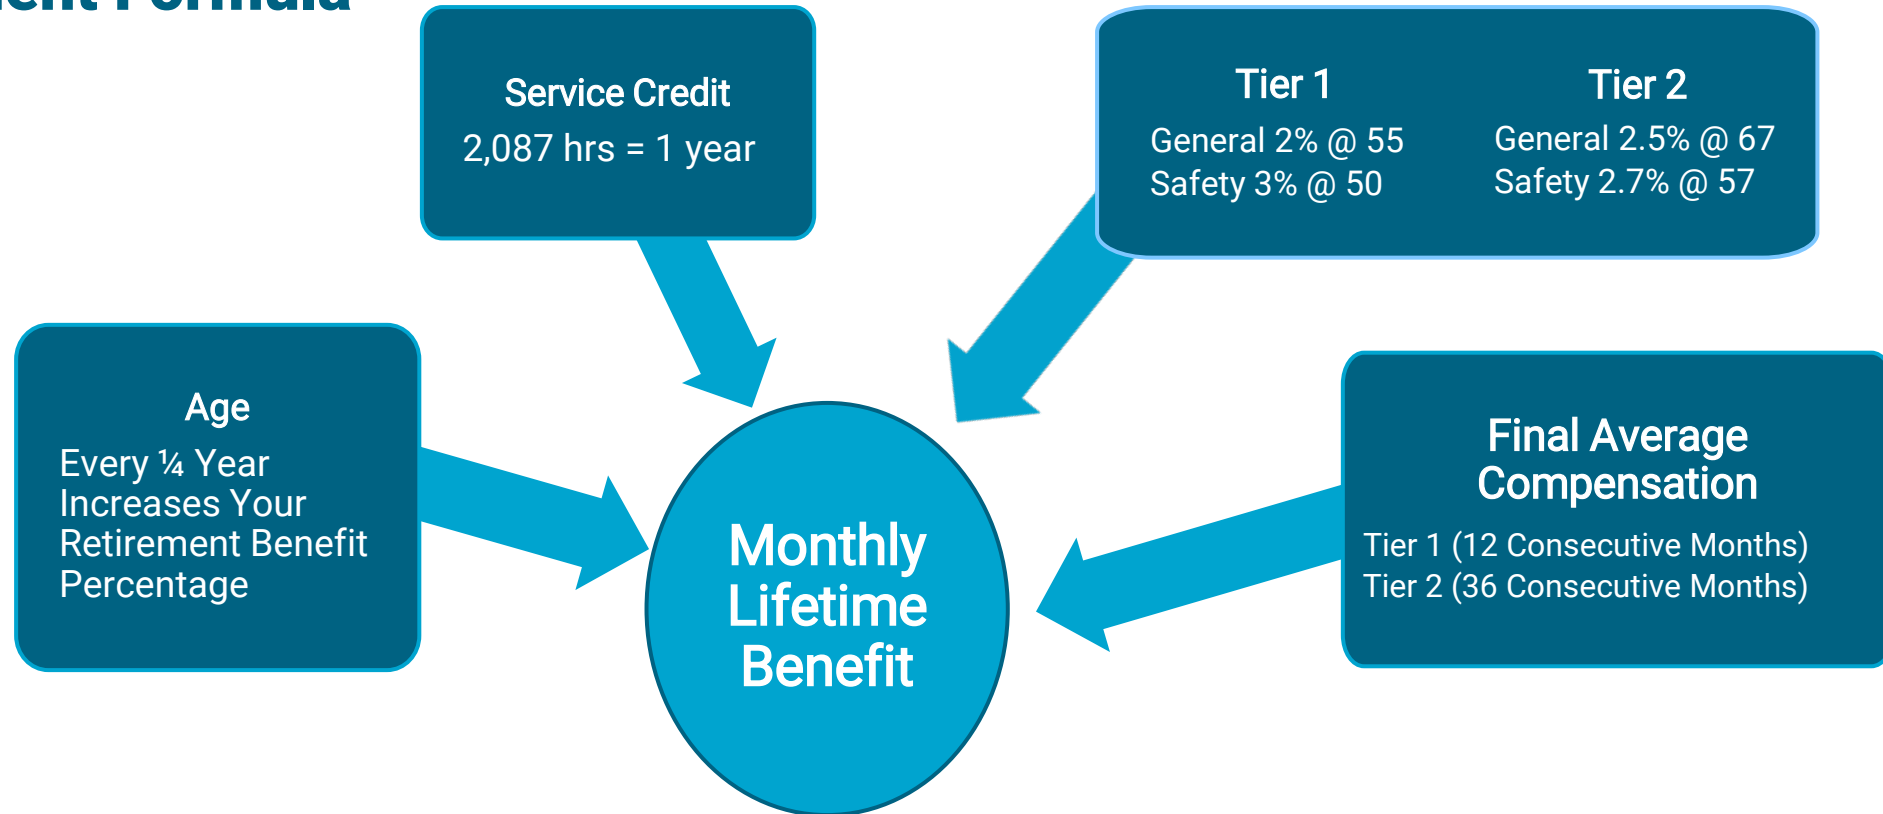 Formula
Service Credit
2,087 hrs = 1 year
Tier 1
General 2% @ 55
Safety 3% @ 50
Tier 2
General 2.5% @ 67
Safety 2.7% @ 57
Age
Every ¼ Year
Increases Your
Retirement Benefit
Percentage
Final Average
Compensation
Tier 1 (12 Consecutive Months)
Tier 2 (36 Consecutive Months)
Monthly
Lifetime
Benefit